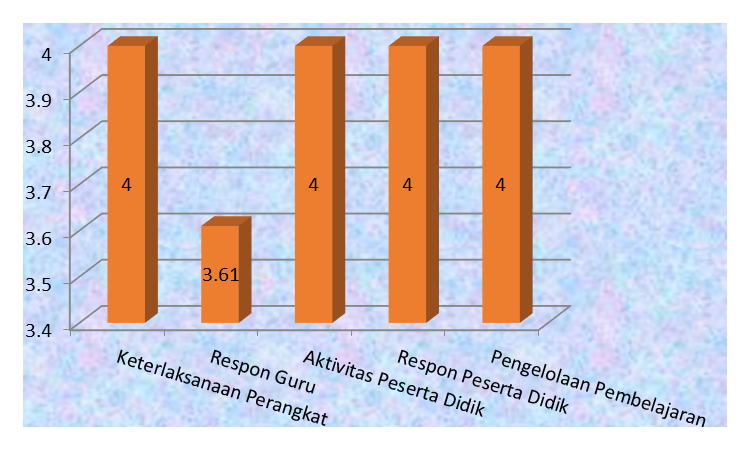 4
3.9
3.8
3.7
3.6
3.5
3.4
4
3.61
4
4
4
Keterlaksanaan Perangkat
Respon Guru
Aktivitas Peserta Didik
Respon Peserta Didik
Pengelolaan Pembelajaran